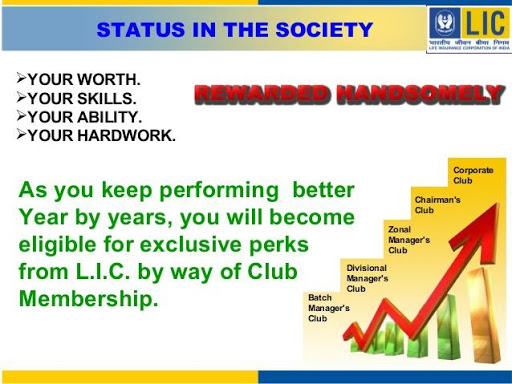 STATUS IN THE SOCIETY
LIC
भारतीय जीवन बीमा निगम
LIFE INSURANCE CORPORATION OF INDIA
➢YOUR WORTH.
➢YOUR SKILLS.
➢YOUR ABILITY.
➢YOUR HARDWORK.
REWARDED HANDSOMELY
As you keep performing better
Year by years, you will become
eligible for exclusive perks
from L.I.C. by way of Club
Membership.
Corporate
Club
Chairman's
Club
Zonal
Manager's
Club
Divisional
Manager's
Club
Batch
Manager's
Club